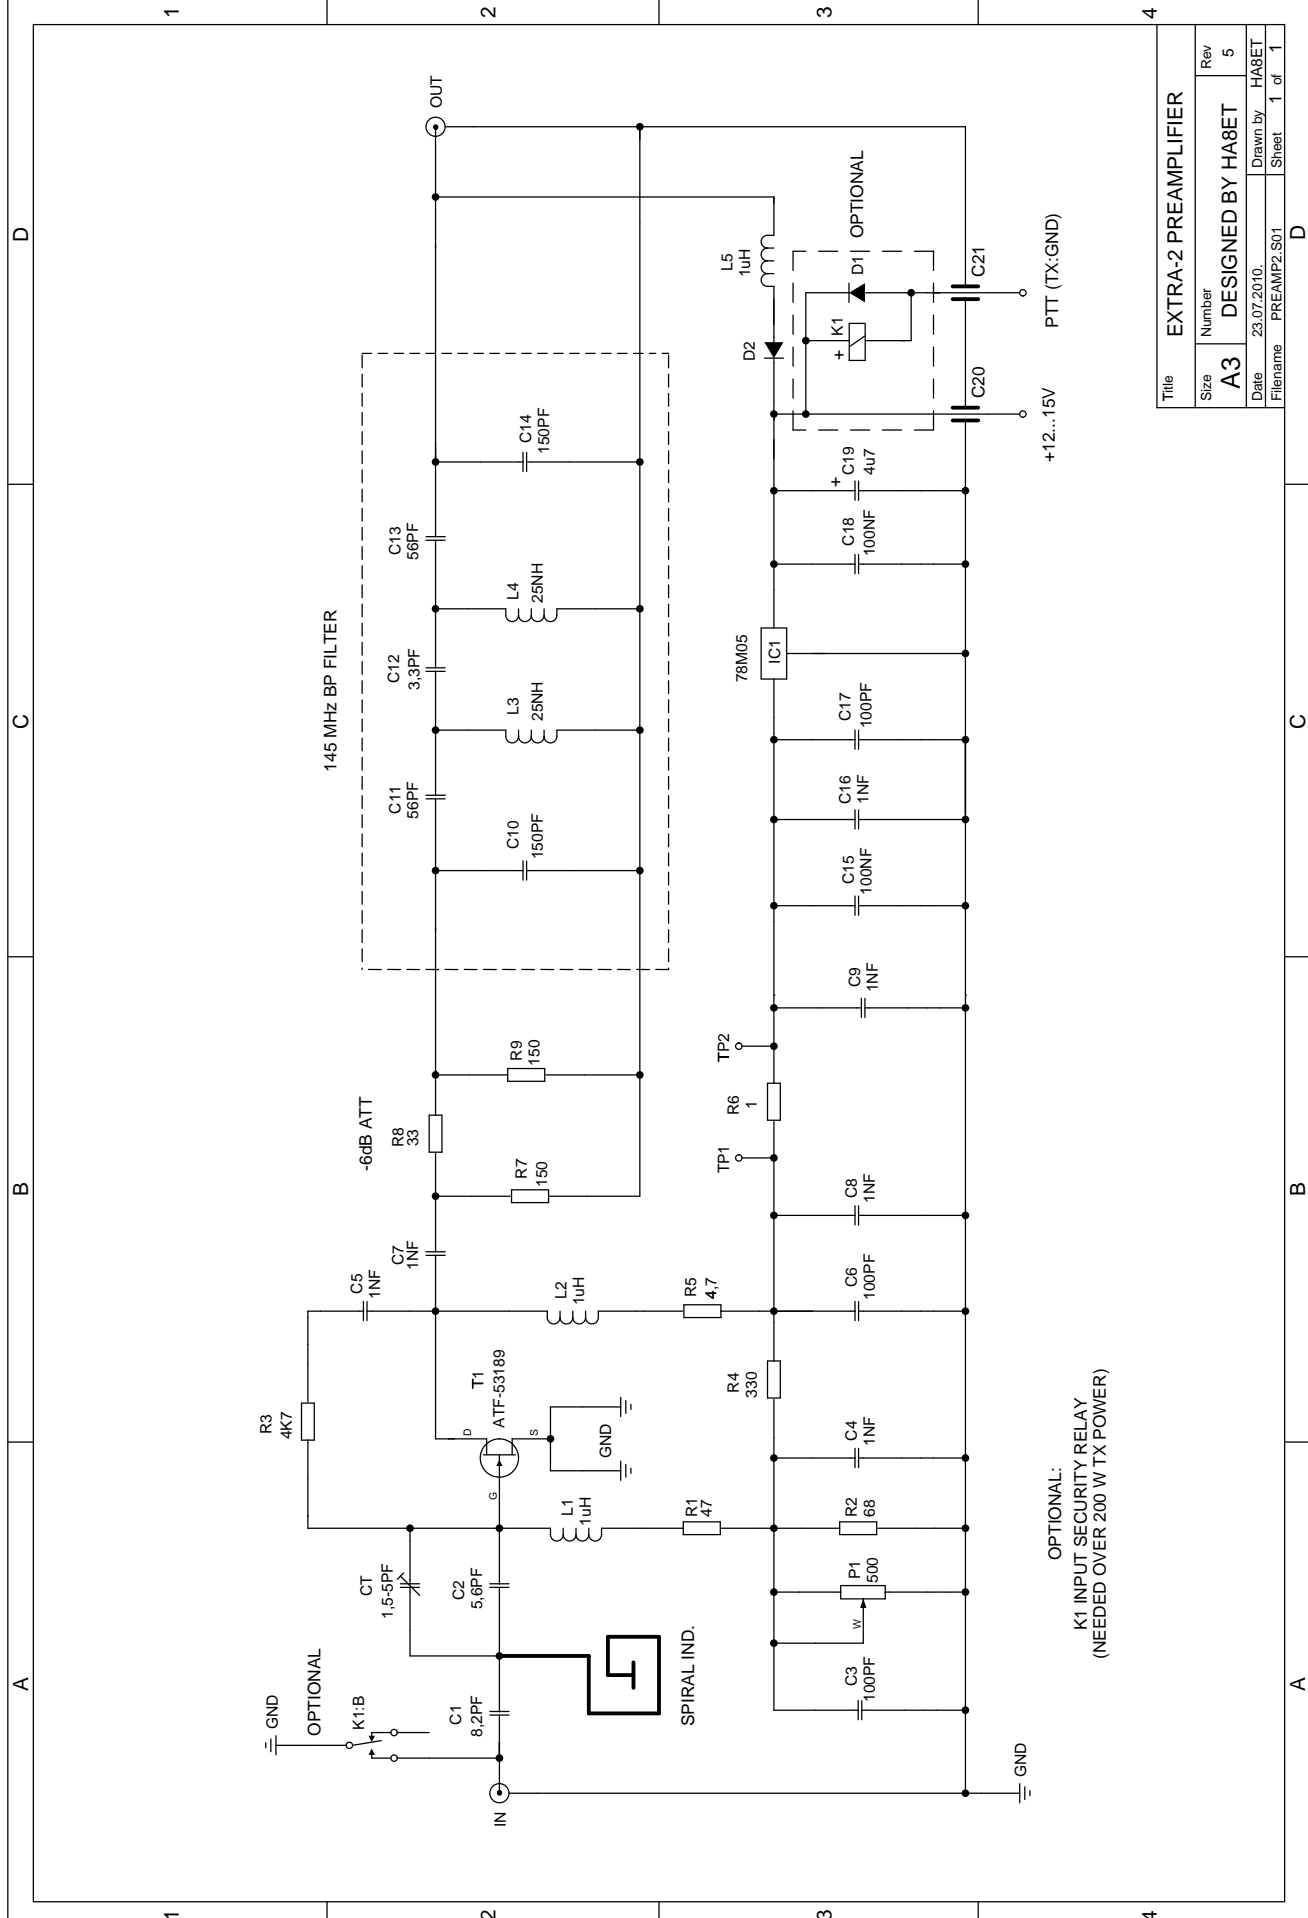 A
B
C
D
1
2
3
4
GND
OPTIONAL
K1:B
IN
C1
8,2PF
SPIRAL IND.
CT
1,5-5PF
C2
5,6PF
R3
4K7
L1
1uH
R1
47
G
D
S
T1
ATF-53189
GND
C5
1NF
L2
1uH
R5
4,7
C7
1NF
-6dB ATT
R7
150
R8
33
R9
150
145 MHz BP FILTER
C10
150PF
C11
56PF
L3
25NH
C12
3,3PF
L4
25NH
C13
56PF
C14
150PF
OUT
C3
100PF
W
P1
500
R2
68
C4
1NF
R4
330
C6
100PF
C8
1NF
TP1
R6
1
TP2
C9
1NF
C15
100NF
C16
1NF
C17
100PF
78M05
IC1
C18
100NF
+
C19
4u7
D2
L5
1uH
OPTIONAL
+
K1
D1
C20
C21
+12...15V
PTT (TX:GND)
GND
OPTIONAL:
K1 INPUT SECURITY RELAY
(NEEDED OVER 200 W TX POWER)
Title
EXTRA-2 PREAMPLIFIER
Size
A3
Number
DESIGNED BY HA8ET
Rev
5
Date 23.07.2010.
Drawn by HA8ET
Filename PREAMP2.S01
Sheet 1 of 1
A
B
C
D
1
2
3
4